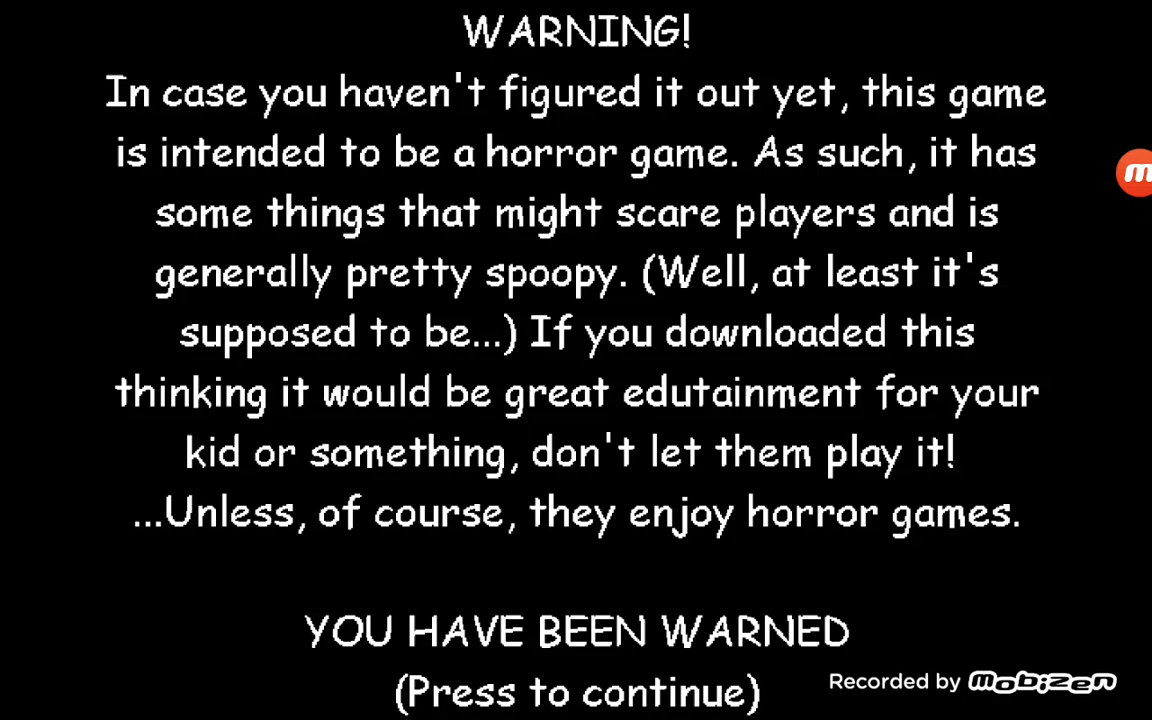 WARNING!
In case you haven't figured it out yet, this game
is intended to be a horror game. As such, it has
some things that might scare players and is
generally pretty spoopy. (Well, at least it's
supposed to be...) If you downloaded this
thinking it would be great edutainment for your
kid or something, don't let them play it!
...Unless, of course, they enjoy horror games.
YOU HAVE BEEN WARNED
(Press to continue)
Recorded by mobizen
m